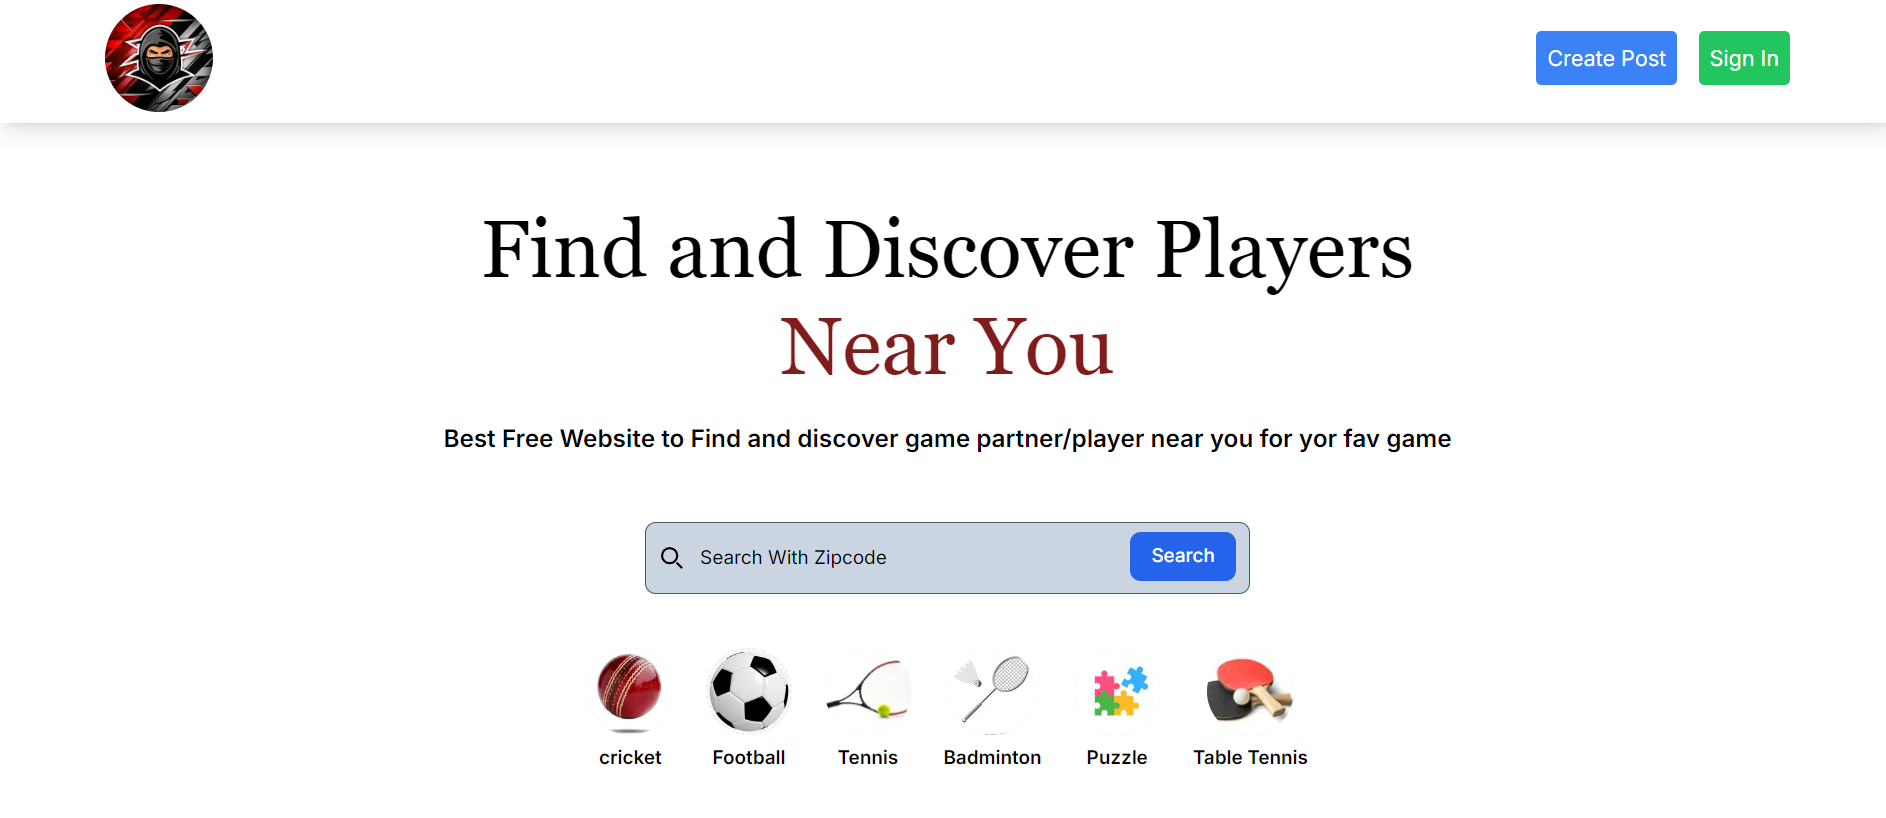 Create Post
Sign In
Find and Discover Players
Near You
Best Free Website to Find and discover game partner/player near you for yor fav game
Search With Zipcode
Search
cricket
Football
Tennis
Badminton
Puzzle
Table Tennis